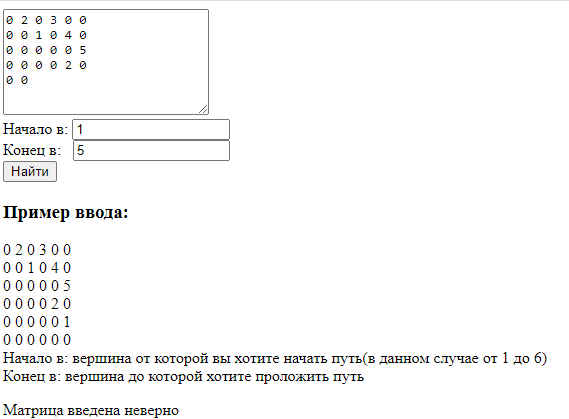 0 2 0 3 0 0
0 0 1 0 4 0
0 0 0 0 0 5
0 0 0 0 2 0
0 0
Начало в: 1
Конец в: 5
Найти
Пример ввода:
0 2 0 3 0 0
0 0 1 0 4 0
0 0 0 0 0 5
0 0 0 0 2 0
0 0 0 0 0 1
0 0 0 0 0 0
Начало в: вершина от которой вы хотите начать путь(в данном случае от 1 до 6)
Конец в: вершина до которой хотите проложить путь
Матрица введена неверно